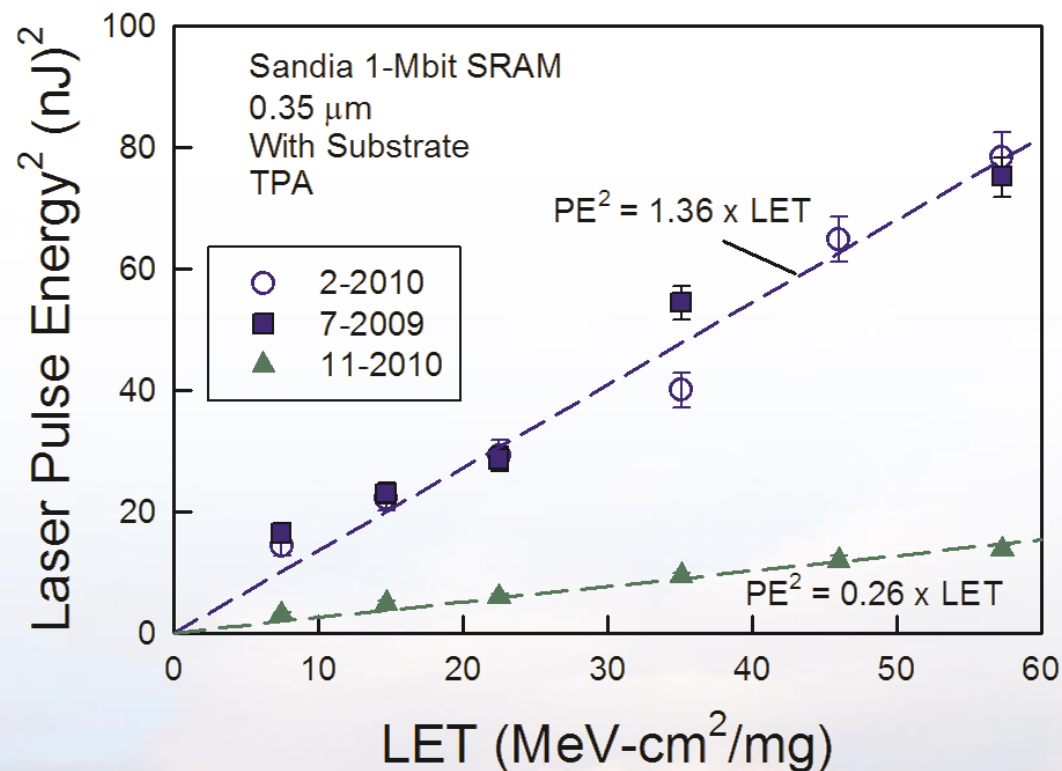 Laser Pulse Energy² (nJ)²
100
80
60
40
20
0
Sandia 1-Mbit SRAM
0.35 μm
With Substrate
TPA
PE² = 1.36 x LET
2-2010
7-2009
11-2010
PE² = 0.26 x LET
0 10 20 30 40 50 60
LET (MeV-cm²/mg)